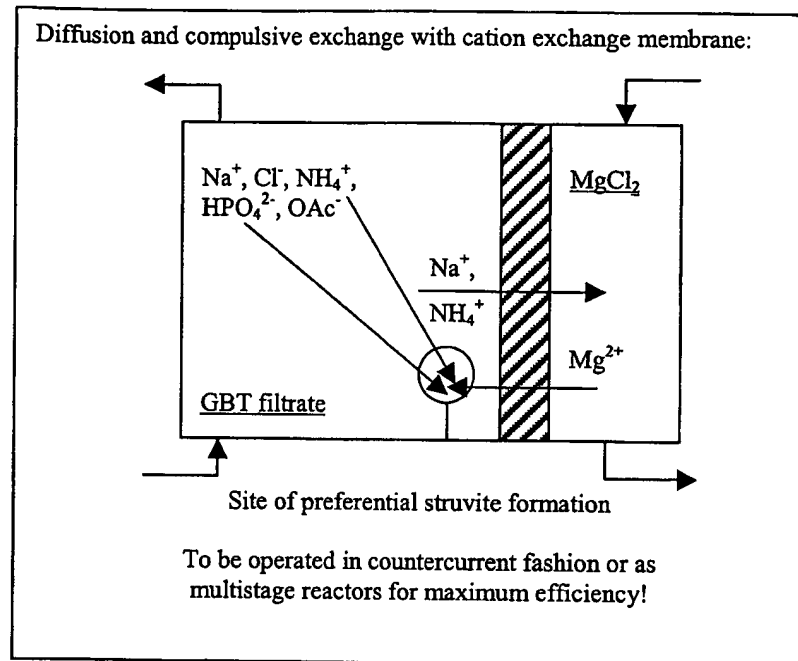 Diffusion and compulsive exchange with cation exchange membrane:
Na⁺, Cl⁻, NH₄⁺,
HPO₄²⁻, OAc⁻
MgCl₂
Na⁺,
NH₄⁺
Mg²⁺
GBT filtrate
Site of preferential struvite formation
To be operated in countercurrent fashion or as
multistage reactors for maximum efficiency!